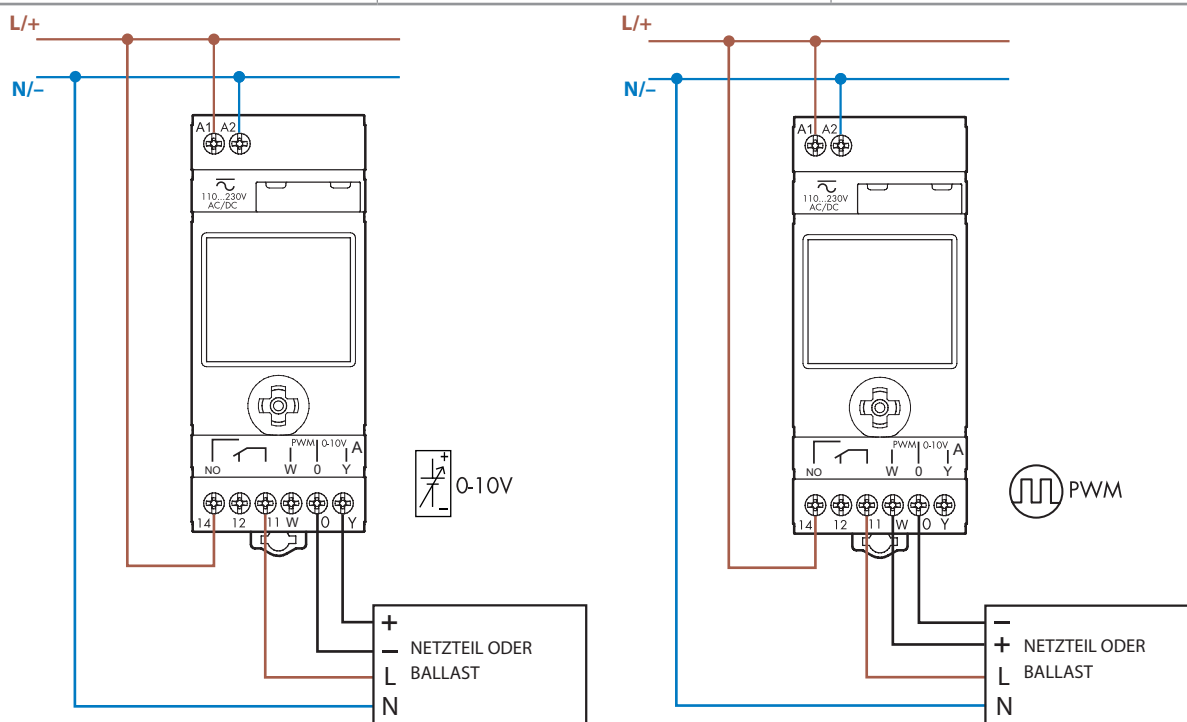 L/+
N/–
A1 A2
110...230V
AC/DC
PWM 0-10V A
NO W 0 Y
14 12 11 W 0 Y
0-10V
+
– NETZTEIL ODER
L BALLAST
N
L/+
N/–
A1 A2
110...230V
AC/DC
PWM 0-10V A
NO W 0 Y
14 12 11 W 0 Y
PWM
–
+ NETZTEIL ODER
L BALLAST
N